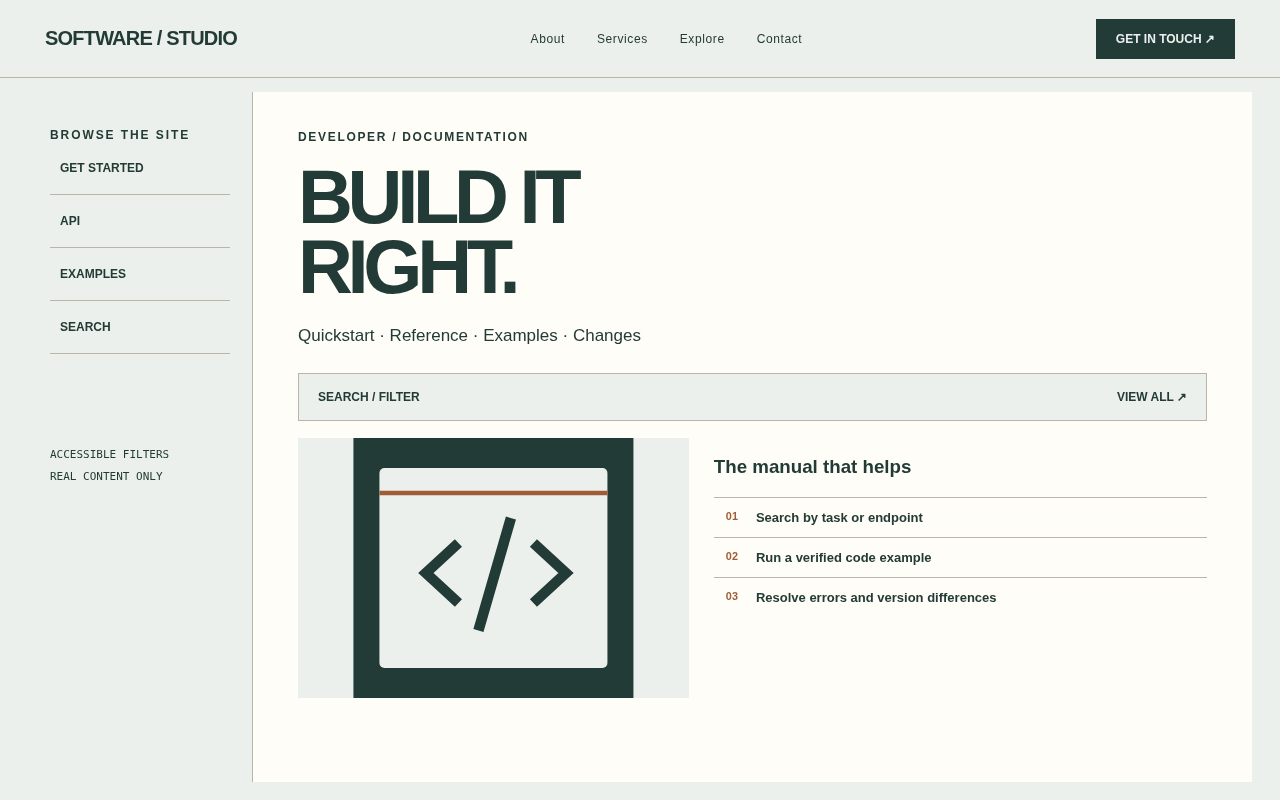 SOFTWARE / STUDIO
About Services Explore Contact
GET IN TOUCH ↗
BROWSE THE SITE
GET STARTED
API
EXAMPLES
SEARCH
ACCESSIBLE FILTERS
REAL CONTENT ONLY
DEVELOPER / DOCUMENTATION
BUILD IT
RIGHT.
Quickstart · Reference · Examples · Changes
SEARCH / FILTER
VIEW ALL ↗
The manual that helps
01 Search by task or endpoint
02 Run a verified code example
03 Resolve errors and version differences